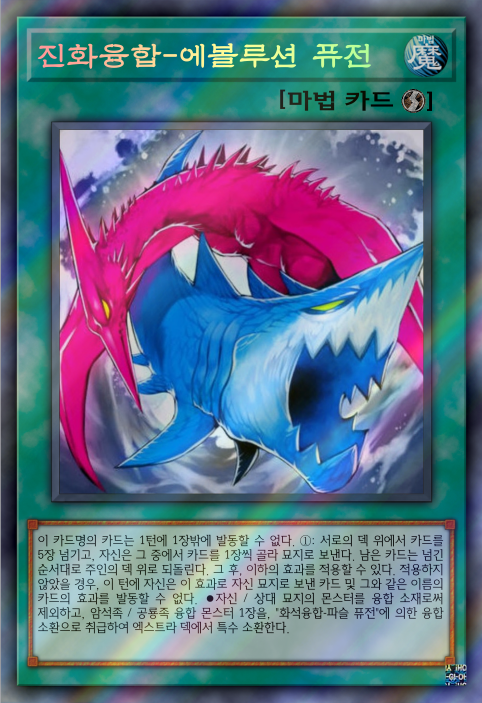 진화융합-에볼루션 퓨전
마법
魔
[마법 카드]
이 카드명의 카드는 1턴에 1장밖에 발동할 수 없다. ①: 서로의 덱 위에서 카드를
5장 넘기고, 자신은 그 중에서 카드를 1장씩 골라 묘지로 보낸다. 남은 카드는 넘긴
순서대로 주인의 덱 위로 되돌린다. 그 후, 이하의 효과를 적용할 수 있다. 적용하지
않았을 경우, 이 턴에 자신은 이 효과로 자신 묘지로 보낸 카드 및 그와 같은 이름의
카드의 효과를 발동할 수 없다. ●자신 / 상대 묘지의 몬스터를 융합 소재로써
제외하고, 암석족 / 공룡족 융합 몬스터 1장을, "화석융합-파슬 퓨전"에 의한 융합
소환으로 취급하여 엑스트라 덱에서 특수 소환한다.